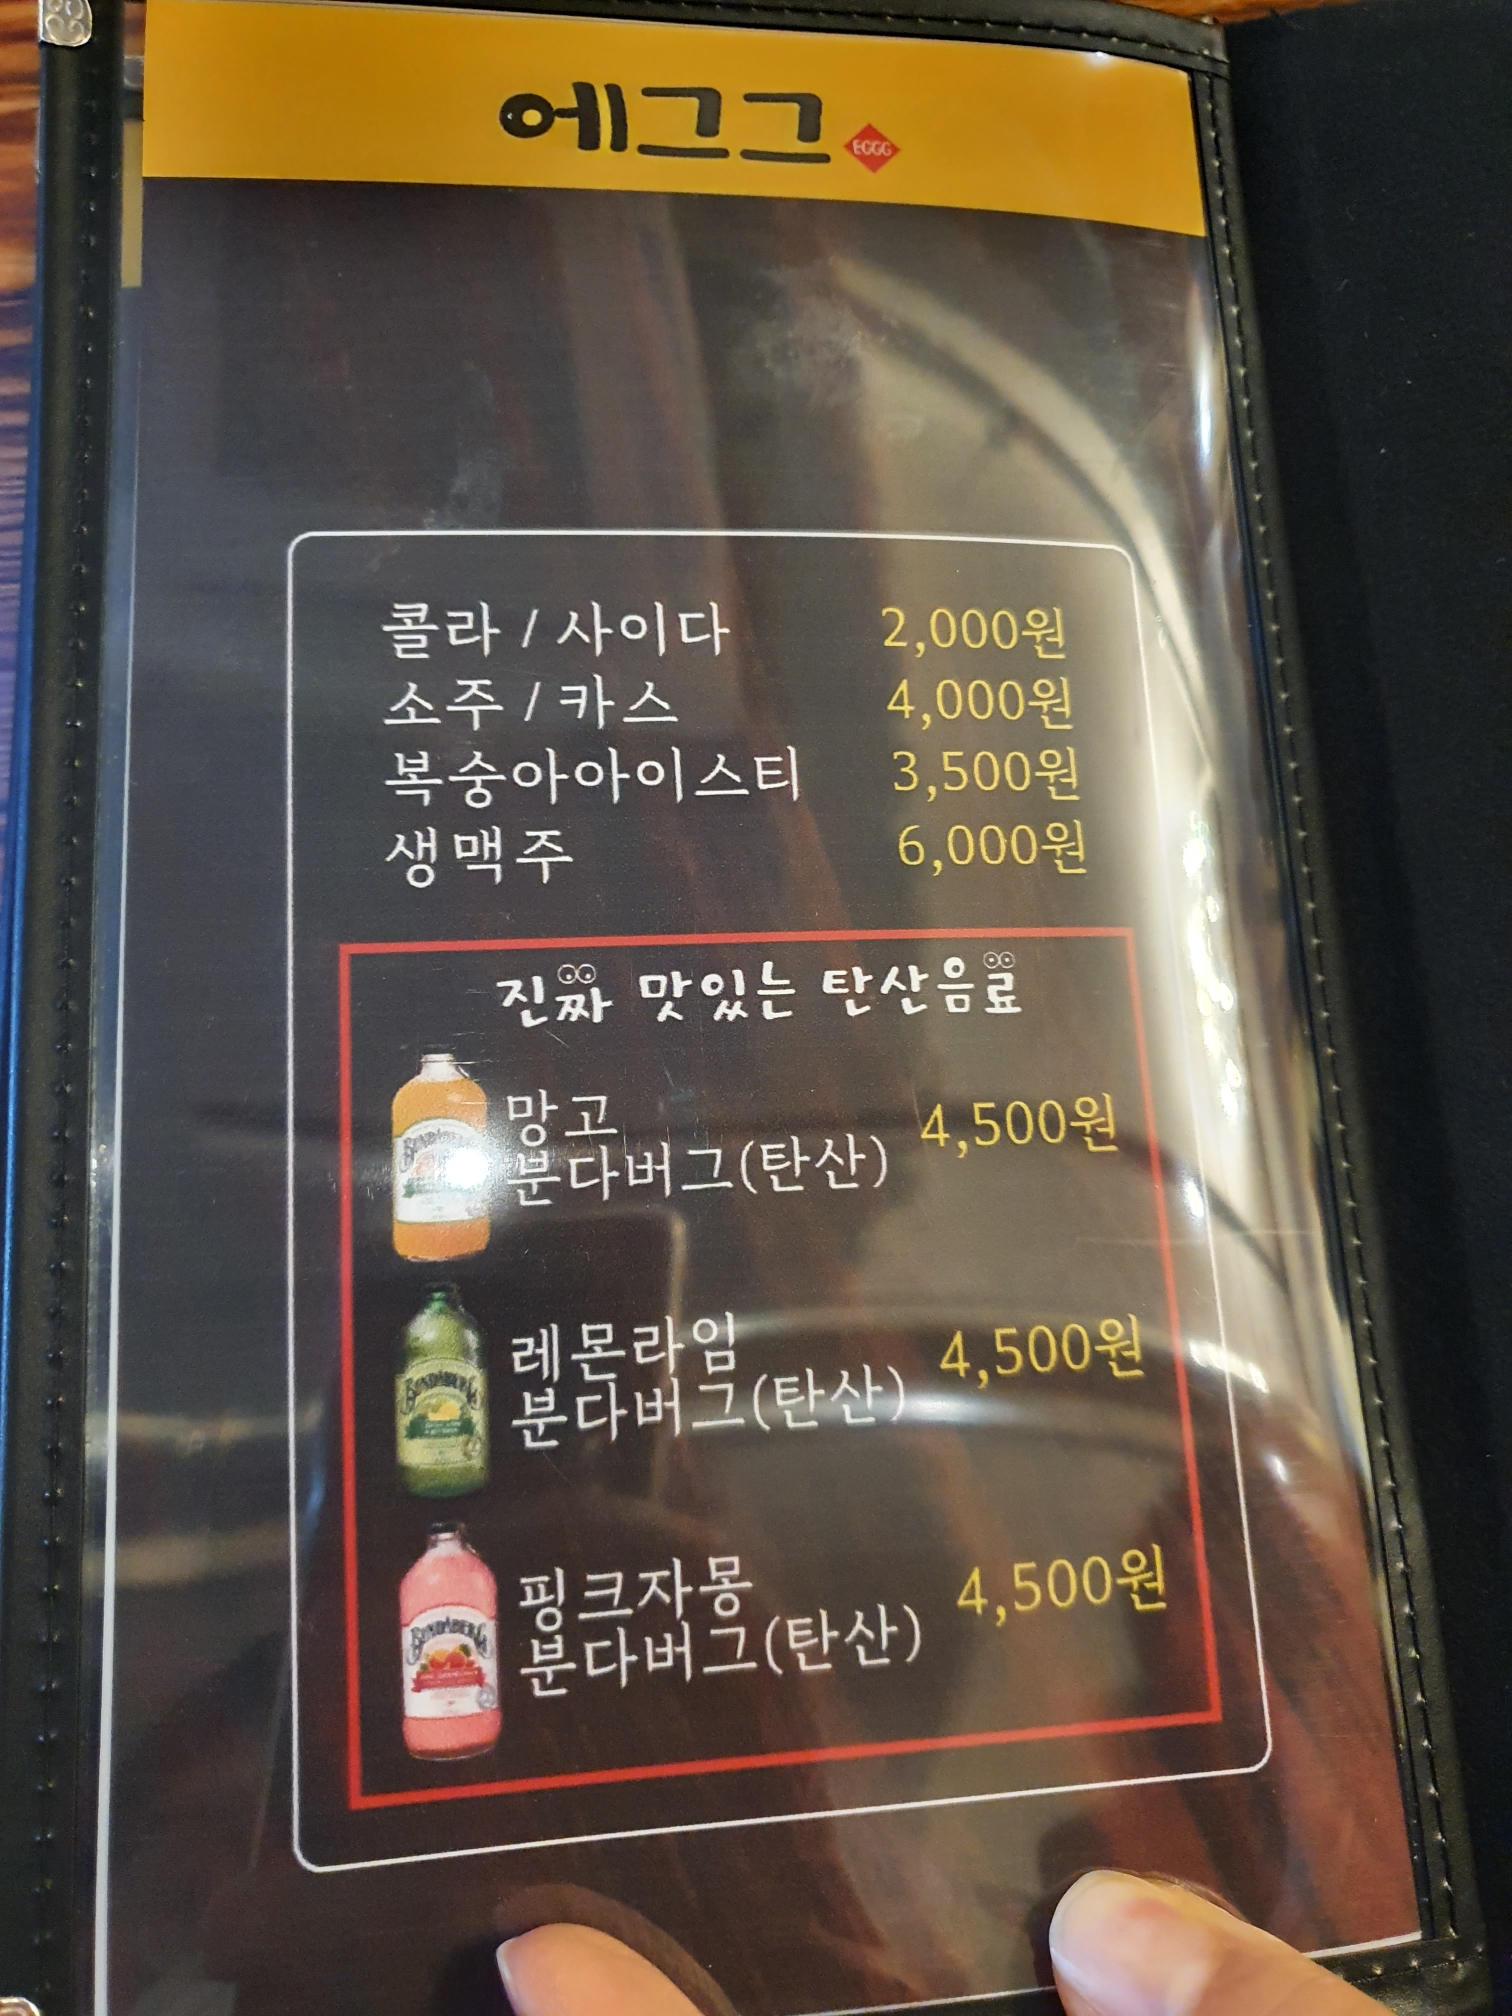 에그그
EGGG
콜라 / 사이다 2,000원
소주 / 카스 4,000원
복숭아아이스티 3,500원
생맥주 6,000원
진짜 맛있는 탄산음료
망고 4,500원
분다버그(탄산)
레몬라임 4,500원
분다버그(탄산)
핑크자몽 4,500원
분다버그(탄산)
BUNDABERG